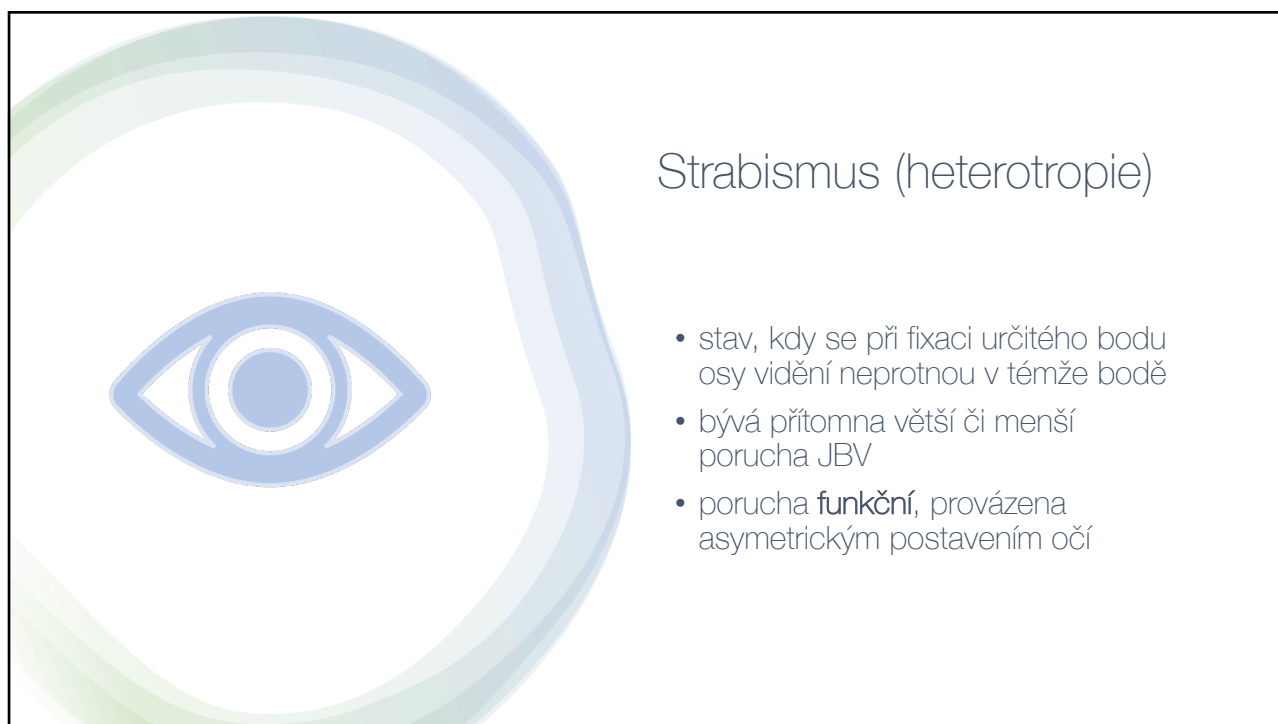 Strabismus (heterotropie)
• stav, kdy se při fixaci určitého bodu
osy vidění neprotnou v témže bodě
• bývá přítomna větší či menší
porucha JBV
• porucha funkční, provázena
asymetrickým postavením očí